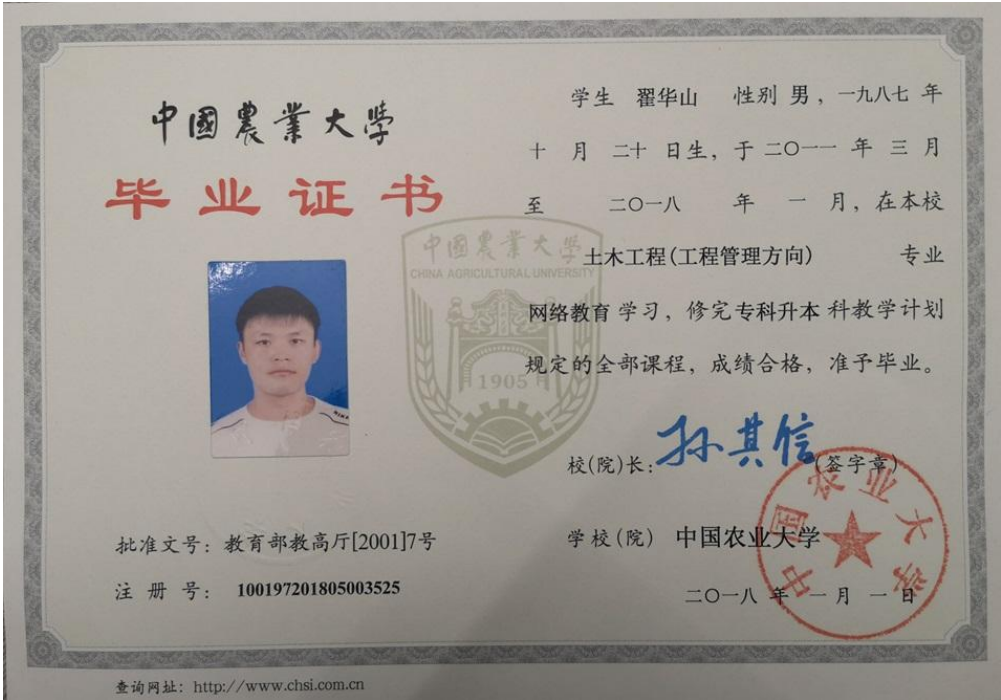 中國農業大學
毕业证书
学生 翟华山 性别 男，一九八七 年
十 月 二十 日生，于 二〇一一 年 三 月
至 二〇一八 年 一 月，在本校
土木工程(工程管理方向) 专业
网络教育 学习，修完 专科升本 科教学计划
规定的全部课程，成绩合格，准予毕业。
中國農業大學
CHINA AGRICULTURAL UNIVERSITY
1905
校(院)长：孙其信(签字章)
批准文号：教育部教高厅[2001]7号
注 册 号：100197201805003525
学校(院) 中国农业大学
二〇一八 年 一 月 一 日
中国农业大学
查询网址：http://www.chsi.com.cn